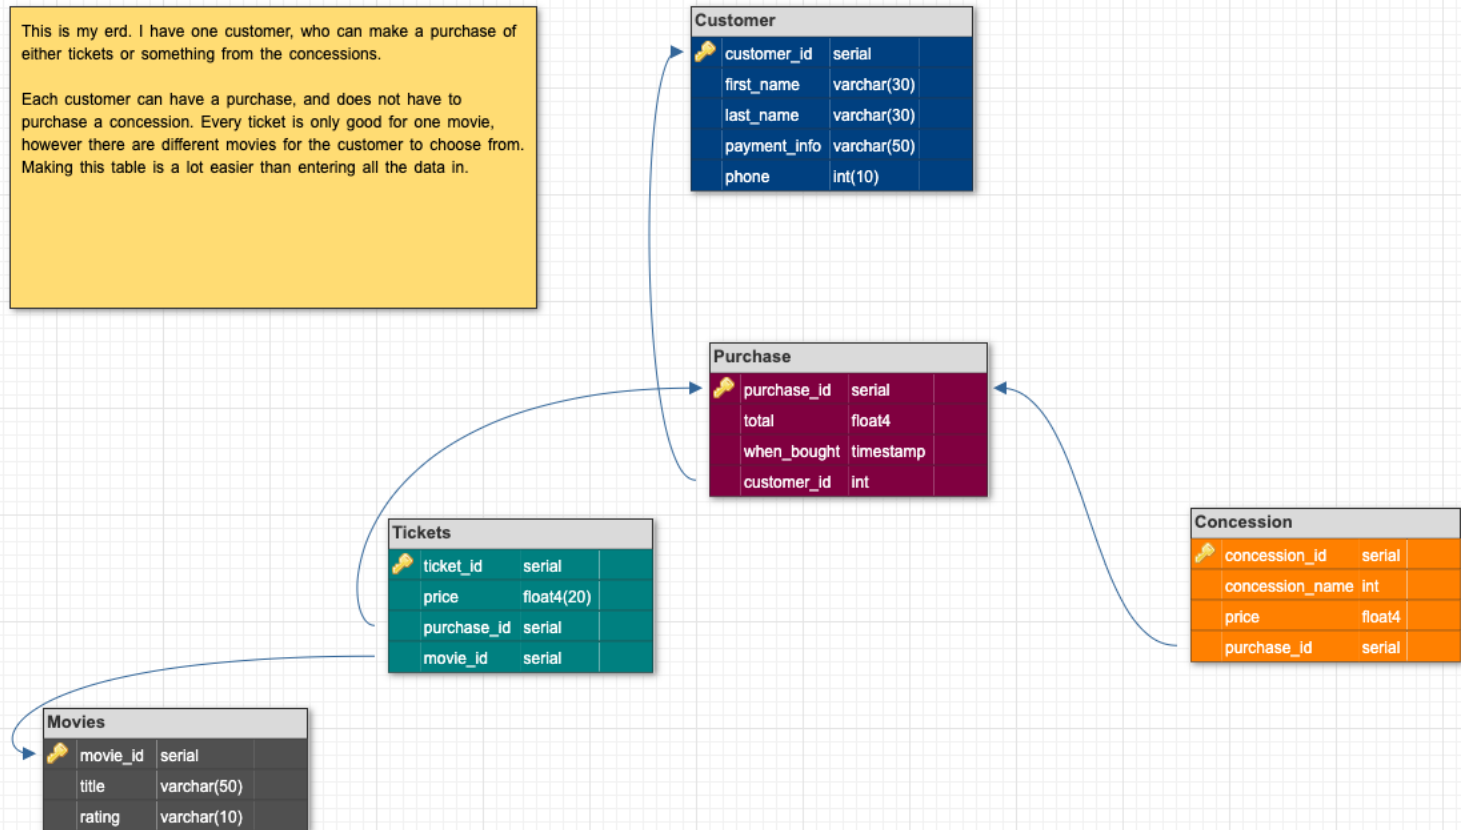 This is my erd. I have one customer, who can make a purchase of
either tickets or something from the concessions.
Each customer can have a purchase, and does not have to
purchase a concession. Every ticket is only good for one movie,
however there are different movies for the customer to choose from.
Making this table is a lot easier than entering all the data in.
Customer
customer_id serial
first_name varchar(30)
last_name varchar(30)
payment_info varchar(50)
phone int(10)
Purchase
purchase_id serial
total float4
when_bought timestamp
customer_id int
Tickets
ticket_id serial
price float4(20)
purchase_id serial
movie_id serial
Concession
concession_id serial
concession_name int
price float4
purchase_id serial
Movies
movie_id serial
title varchar(50)
rating varchar(10)